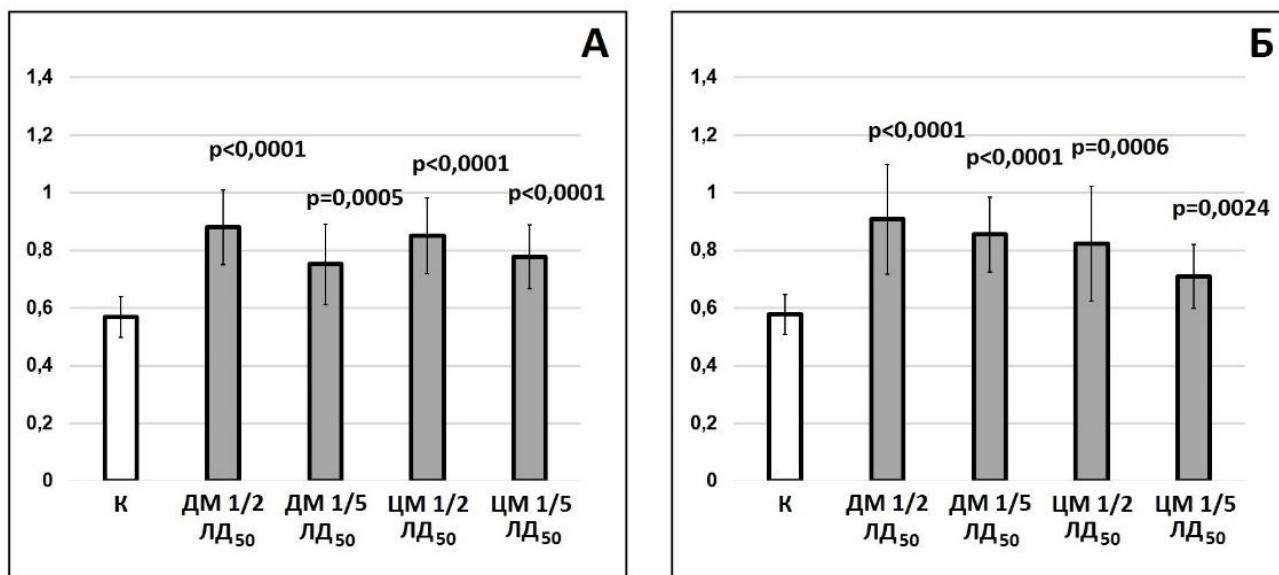 А
1,4
1,2
1
0,8
0,6
0,4
0,2
0
p<0,0001
p=0,0005
p<0,0001
p<0,0001
К
ДМ 1/2
ЛД50
ДМ 1/5
ЛД50
ЦМ 1/2
ЛД50
ЦМ 1/5
ЛД50
Б
1,4
1,2
1
0,8
0,6
0,4
0,2
0
p<0,0001
p<0,0001
p=0,0006
p=0,0024
К
ДМ 1/2
ЛД50
ДМ 1/5
ЛД50
ЦМ 1/2
ЛД50
ЦМ 1/5
ЛД50